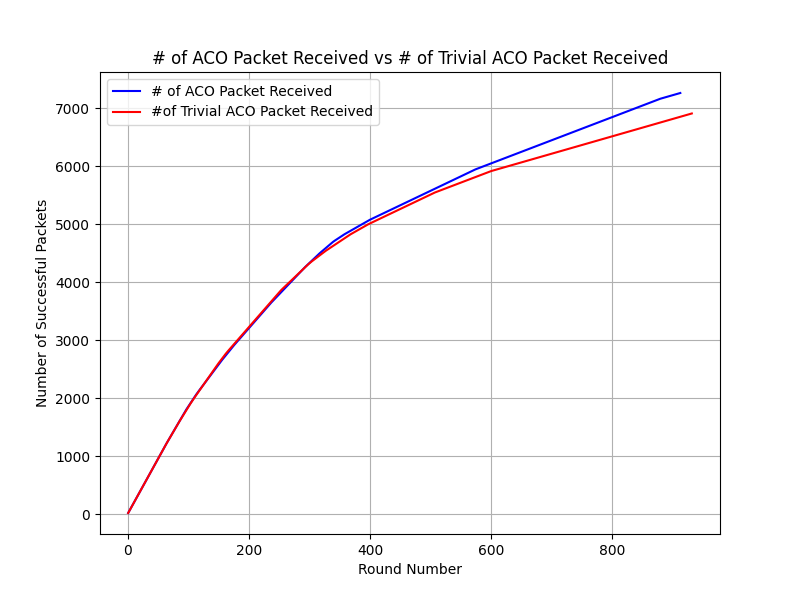 # of ACO Packet Received vs # of Trivial ACO Packet Received
# of ACO Packet Received
#of Trivial ACO Packet Received
Number of Successful Packets
7000
6000
5000
4000
3000
2000
1000
0
0 200 400 600 800
Round Number